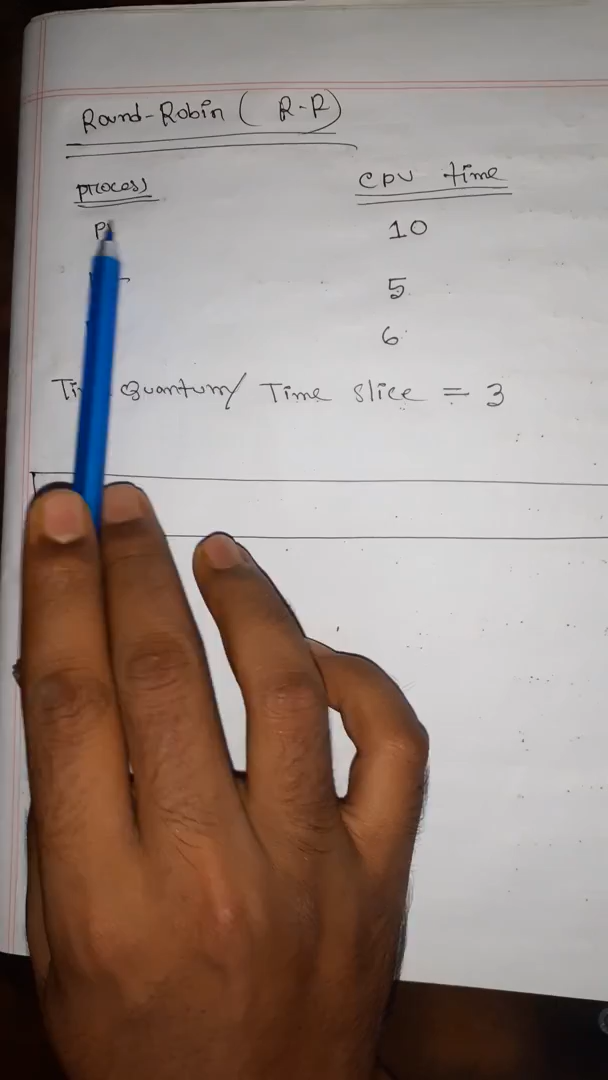 Round-Robin ( R-R)
process CPU time
P 10
5
6
Quantum/ Time slice = 3